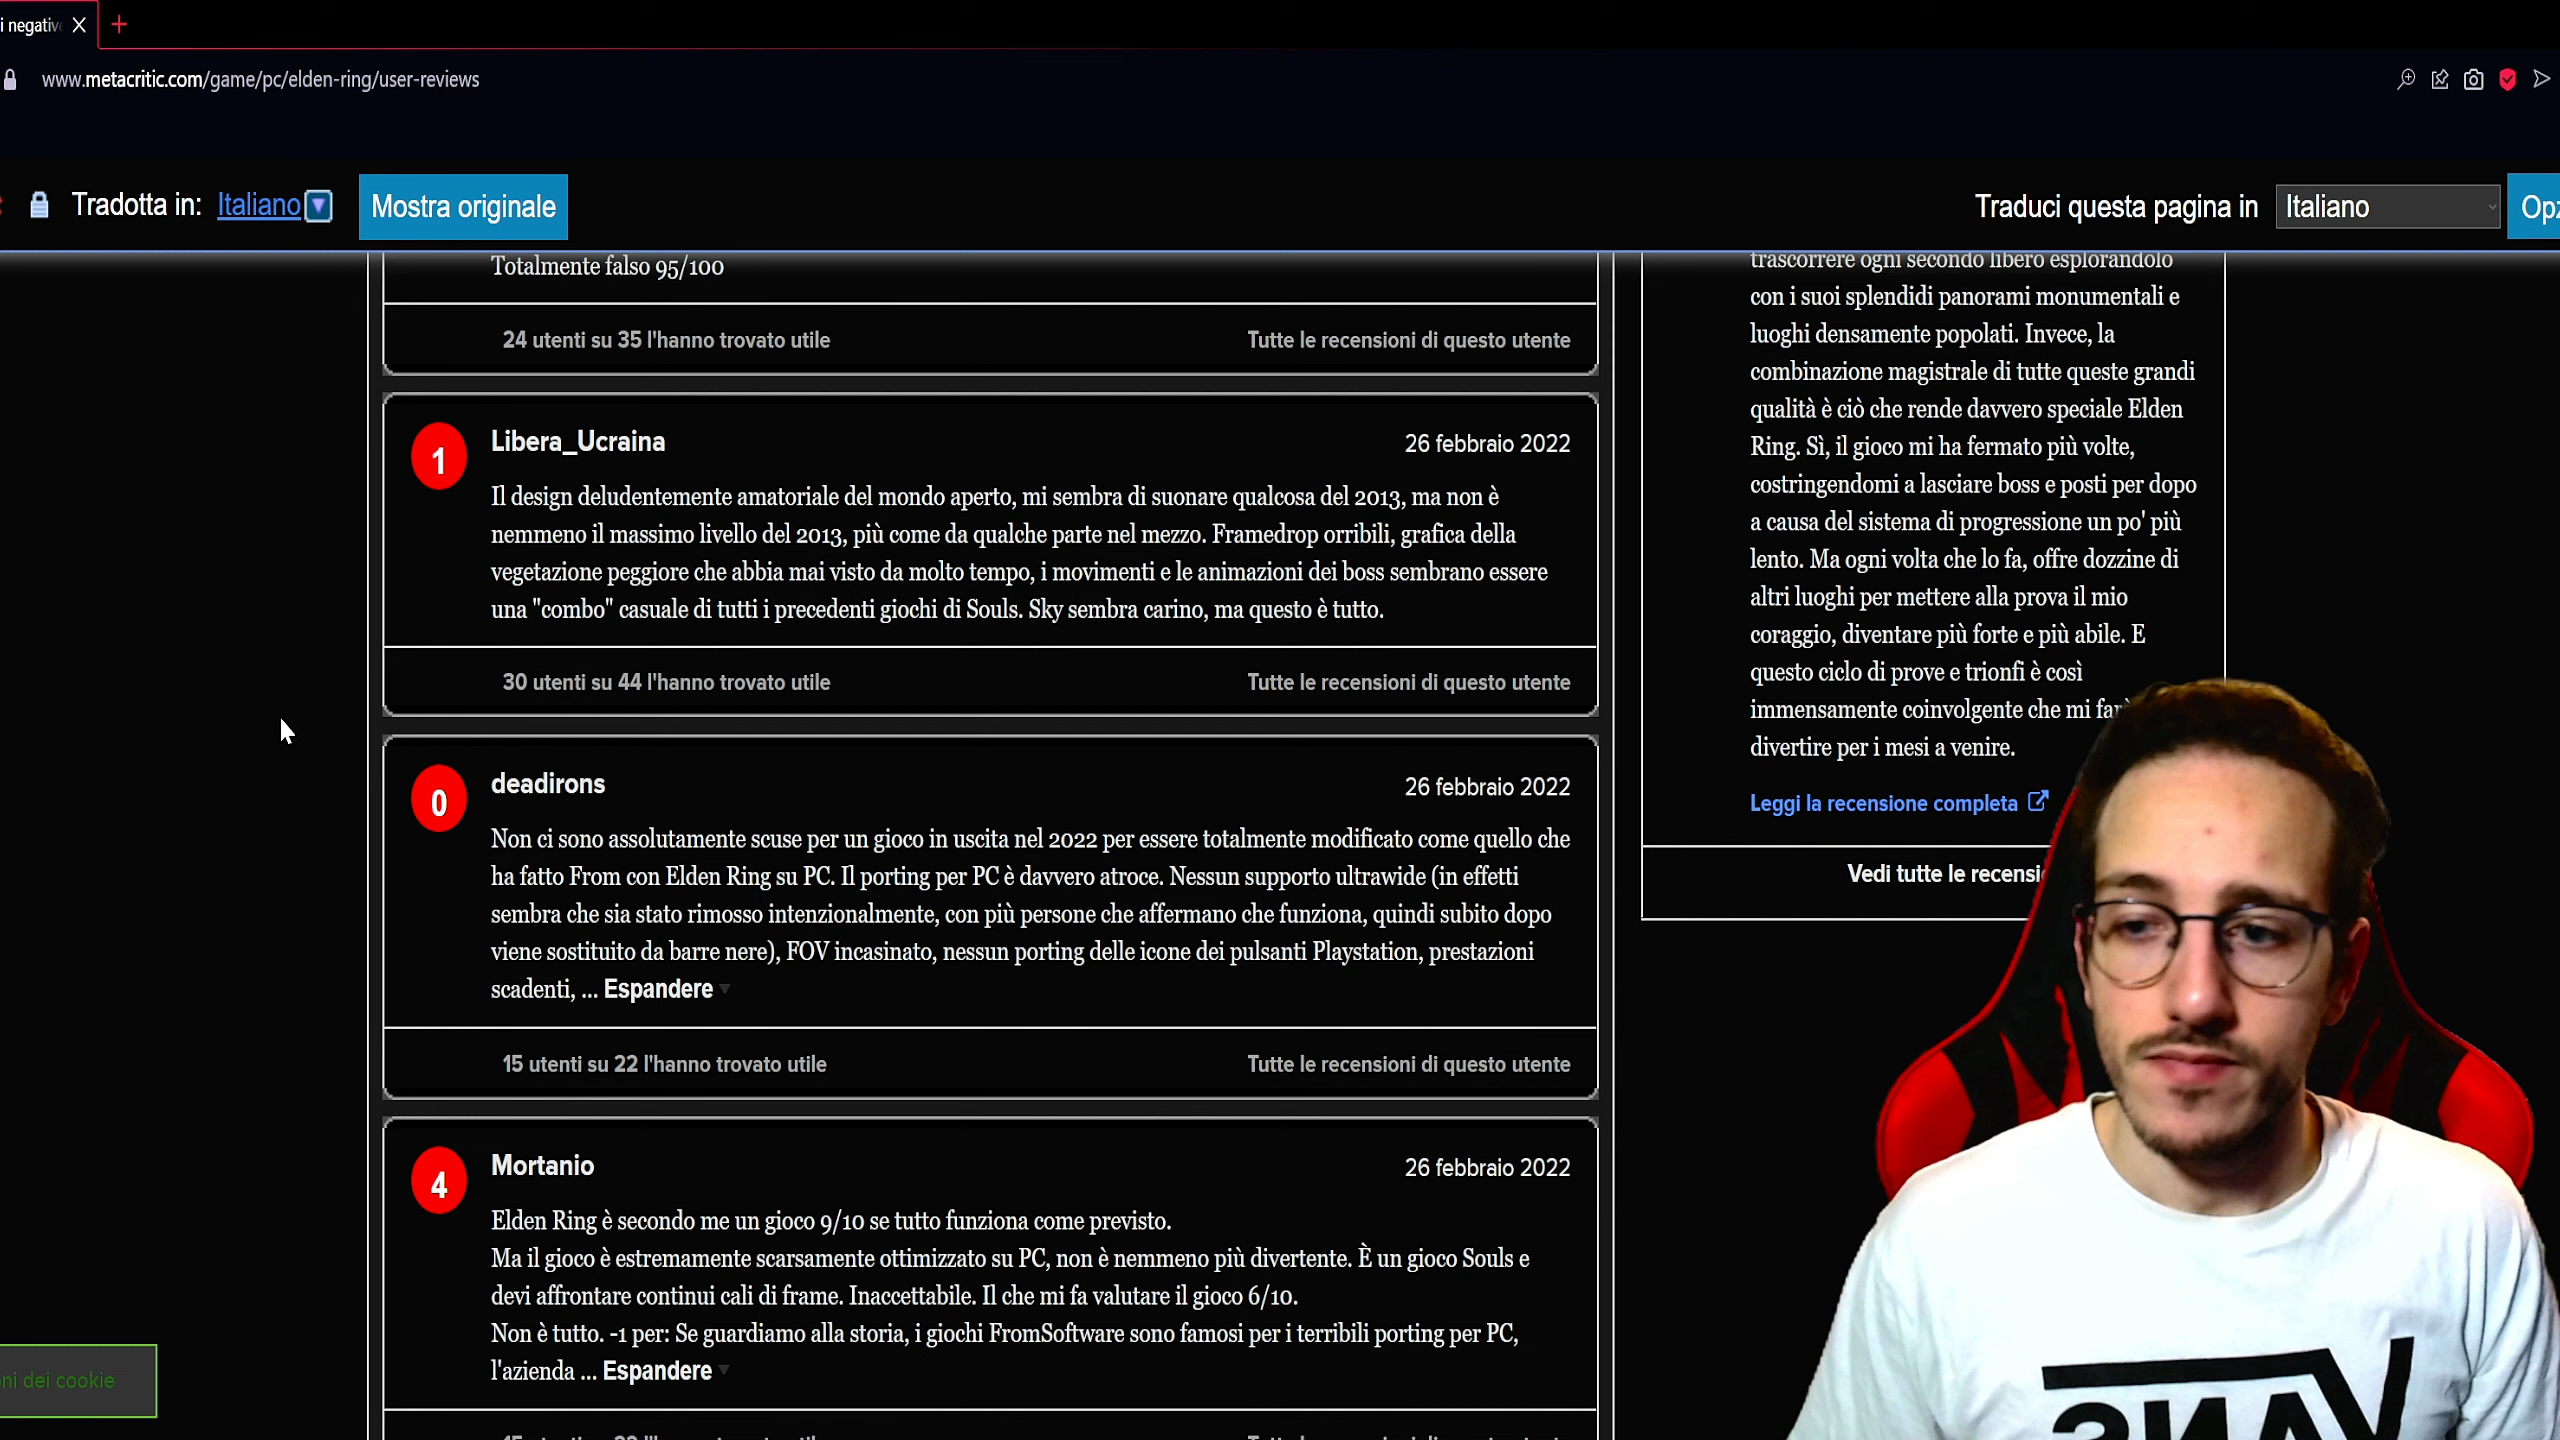 i negativ
www.metacritic.com/game/pc/elden-ring/user-reviews
Tradotta in: Italiano
Mostra originale
Traduci questa pagina in Italiano
Totalmente falso 95/100
24 utenti su 35 l'hanno trovato utile
Tutte le recensioni di questo utente
1
Libera_Ucraina
26 febbraio 2022
Il design deludentemente amatoriale del mondo aperto, mi sembra di suonare qualcosa del 2013, ma non è
nemmeno il massimo livello del 2013, più come da qualche parte nel mezzo. Framedrop orribili, grafica della
vegetazione peggiore che abbia mai visto da molto tempo, i movimenti e le animazioni dei boss sembrano essere
una "combo" casuale di tutti i precedenti giochi di Souls. Sky sembra carino, ma questo è tutto.
30 utenti su 44 l'hanno trovato utile
Tutte le recensioni di questo utente
0
deadirons
26 febbraio 2022
Non ci sono assolutamente scuse per un gioco in uscita nel 2022 per essere totalmente modificato come quello che
ha fatto From con Elden Ring su PC. Il porting per PC è davvero atroce. Nessun supporto ultrawide (in effetti
sembra che sia stato rimosso intenzionalmente, con più persone che affermano che funziona, quindi subito dopo
viene sostituito da barre nere), FOV incasinato, nessun porting delle icone dei pulsanti Playstation, prestazioni
scadenti, ... Espandere
15 utenti su 22 l'hanno trovato utile
Tutte le recensioni di questo utente
4
Mortanio
26 febbraio 2022
Elden Ring è secondo me un gioco 9/10 se tutto funziona come previsto.
Ma il gioco è estremamente scarsamente ottimizzato su PC, non è nemmeno più divertente. È un gioco Souls e
devi affrontare continui cali di frame. Inaccettabile. Il che mi fa valutare il gioco 6/10.
Non è tutto. -1 per: Se guardiamo alla storia, i giochi FromSoftware sono famosi per i terribili porting per PC,
l'azienda ... Espandere
trascorrere ogni secondo libero esplorandolo
con i suoi splendidi panorami monumentali e
luoghi densamente popolati. Invece, la
combinazione magistrale di tutte queste grandi
qualità è ciò che rende davvero speciale Elden
Ring. Sì, il gioco mi ha fermato più volte,
costringendomi a lasciare boss e posti per dopo
a causa del sistema di progressione un po' più
lento. Ma ogni volta che lo fa, offre dozzine di
altri luoghi per mettere alla prova il mio
coraggio, diventare più forte e più abile. E
questo ciclo di prove e trionfi è così
immensamente coinvolgente che mi far
divertire per i mesi a venire.
Leggi la recensione completa
Vedi tutte le recensi
ni dei cookie